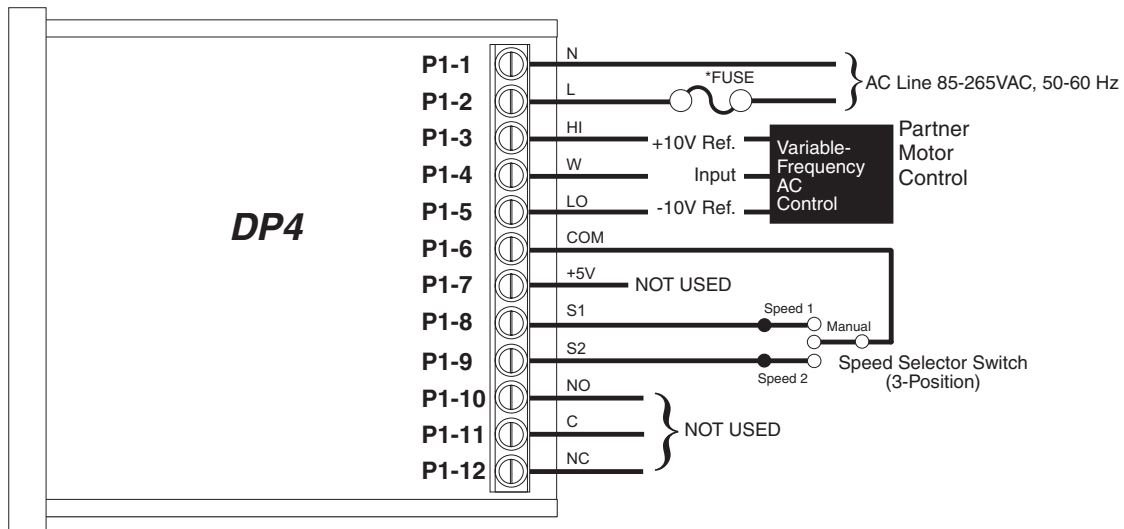 DP4
P1-1 N
*FUSE
AC Line 85-265VAC, 50-60 Hz
P1-2 L
P1-3 HI +10V Ref.
P1-4 W Input
P1-5 LO -10V Ref.
Variable-
Frequency
AC
Control
Partner
Motor
Control
P1-6 COM
P1-7 +5V NOT USED
P1-8 S1 Speed 1
Manual
P1-9 S2 Speed 2
Speed Selector Switch
(3-Position)
P1-10 NO
P1-11 C NOT USED
P1-12 NC